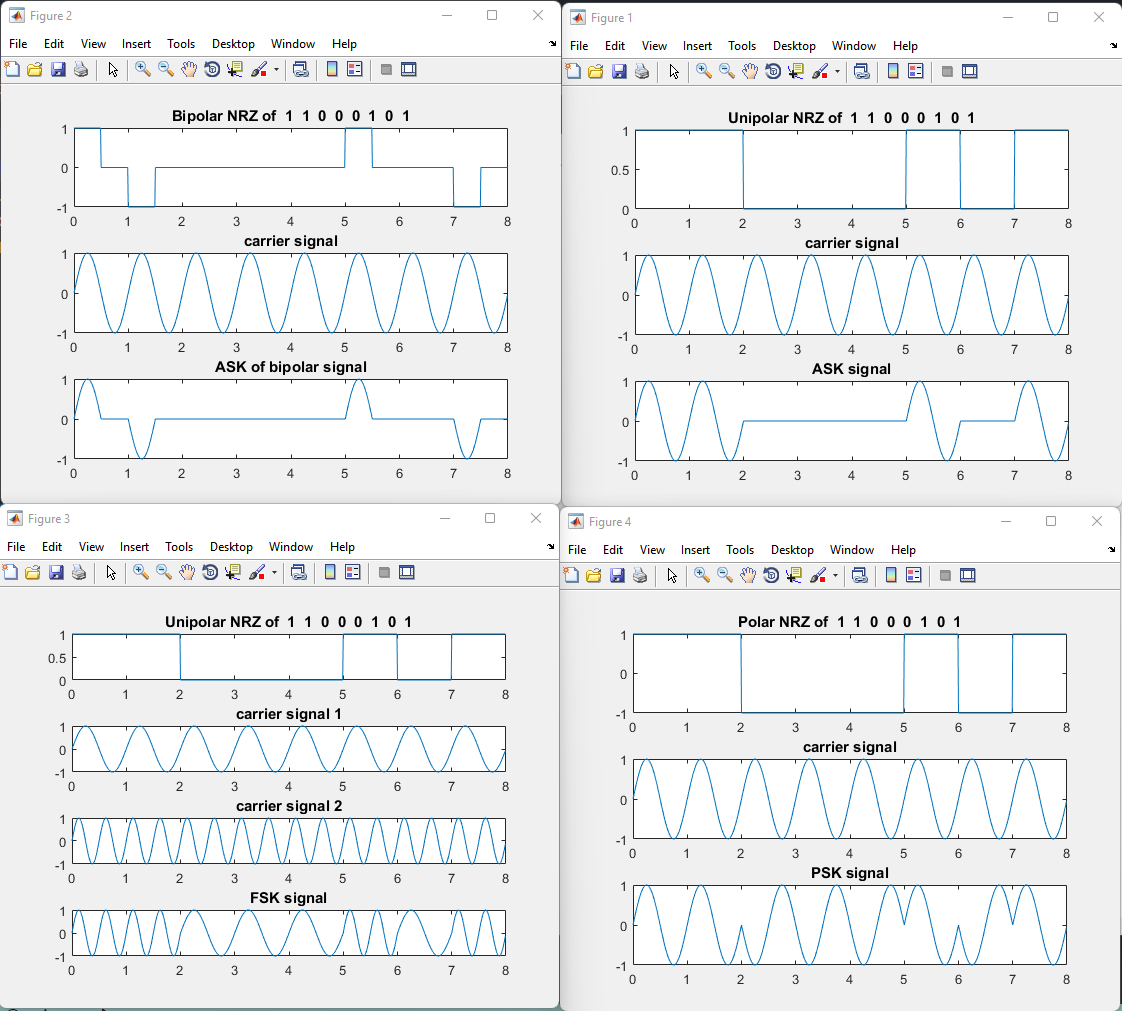 Figure 2
File Edit View Insert Tools Desktop Window Help
Bipolar NRZ of 1 1 0 0 0 1 0 1
1
0
-1
0 1 2 3 4 5 6 7 8
carrier signal
1
0
-1
0 1 2 3 4 5 6 7 8
ASK of bipolar signal
1
0
-1
0 1 2 3 4 5 6 7 8
Figure 1
File Edit View Insert Tools Desktop Window Help
Unipolar NRZ of 1 1 0 0 0 1 0 1
1
0.5
0
0 1 2 3 4 5 6 7 8
carrier signal
1
0
-1
0 1 2 3 4 5 6 7 8
ASK signal
1
0
-1
0 1 2 3 4 5 6 7 8
Figure 3
File Edit View Insert Tools Desktop Window Help
Unipolar NRZ of 1 1 0 0 0 1 0 1
1
0.5
0
0 1 2 3 4 5 6 7 8
carrier signal 1
1
0
-1
0 1 2 3 4 5 6 7 8
carrier signal 2
1
0
-1
0 1 2 3 4 5 6 7 8
FSK signal
1
0
-1
0 1 2 3 4 5 6 7 8
Figure 4
File Edit View Insert Tools Desktop Window Help
Polar NRZ of 1 1 0 0 0 1 0 1
1
0
-1
0 1 2 3 4 5 6 7 8
carrier signal
1
0
-1
0 1 2 3 4 5 6 7 8
PSK signal
1
0
-1
0 1 2 3 4 5 6 7 8